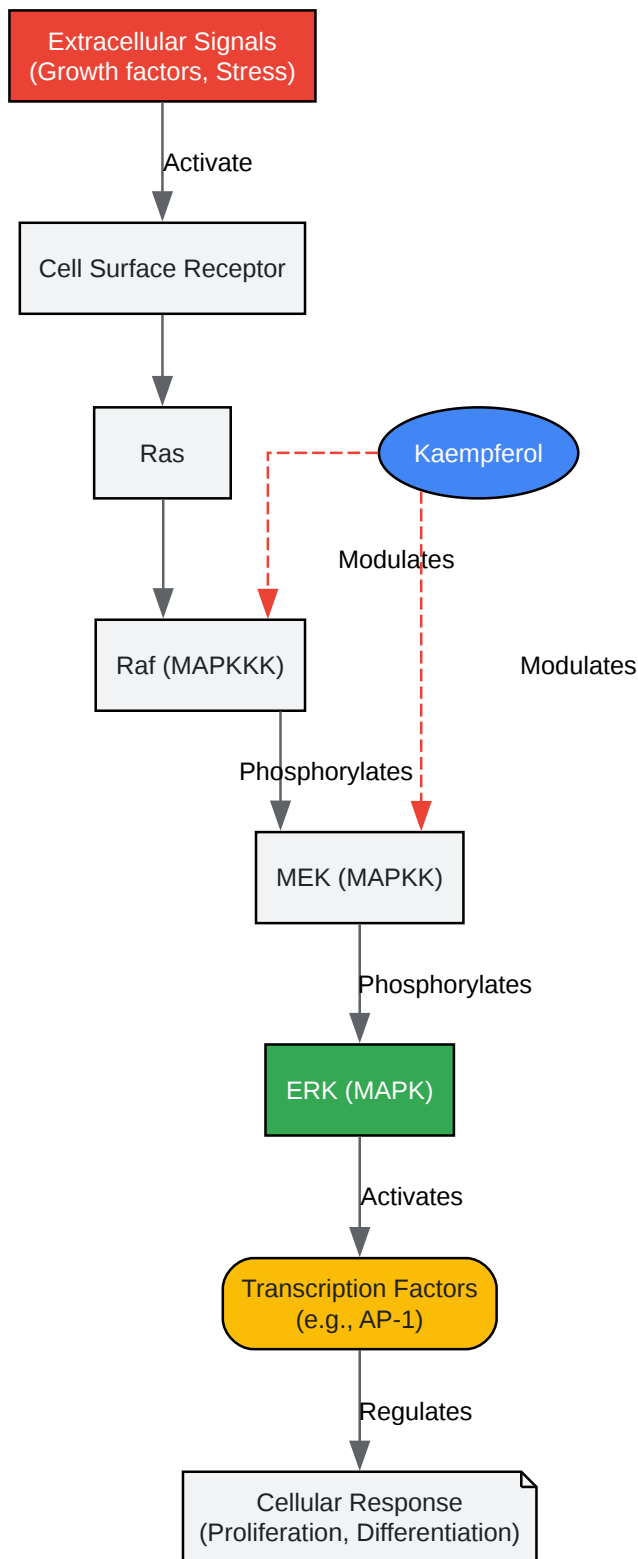 Extracellular Signals
(Growth factors, Stress)
Activate
Cell Surface Receptor
Ras
Kaempferol
Modulates
Raf (MAPKKK)
Modulates
Phosphorylates
MEK (MAPKK)
Phosphorylates
ERK (MAPK)
Activates
Transcription Factors
(e.g., AP-1)
Regulates
Cellular Response
(Proliferation, Differentiation)